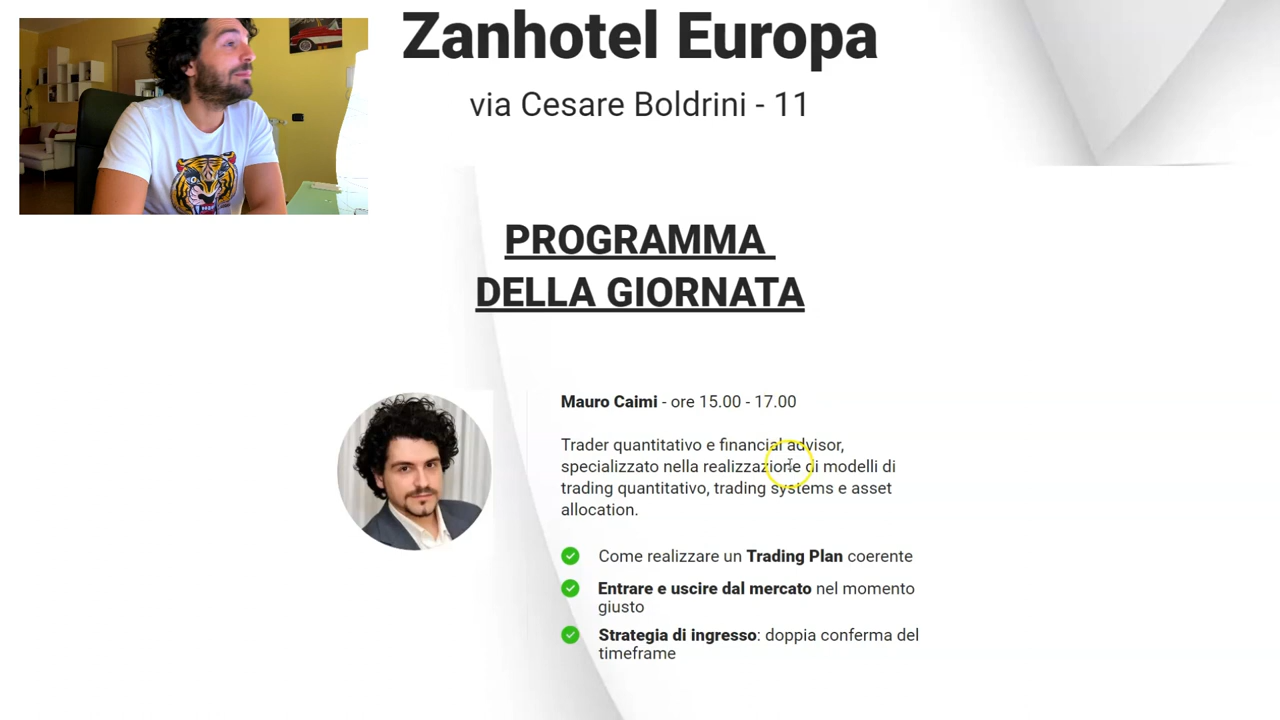 Zanhotel Europa
via Cesare Boldrini - 11
PROGRAMMA
DELLA GIORNATA
Mauro Caimi - ore 15.00 - 17.00
Trader quantitativo e financial advisor,
specializzato nella realizzazione di modelli di
trading quantitativo, trading systems e asset
allocation.
Come realizzare un Trading Plan coerente
Entrare e uscire dal mercato nel momento
giusto
Strategia di ingresso: doppia conferma del
timeframe